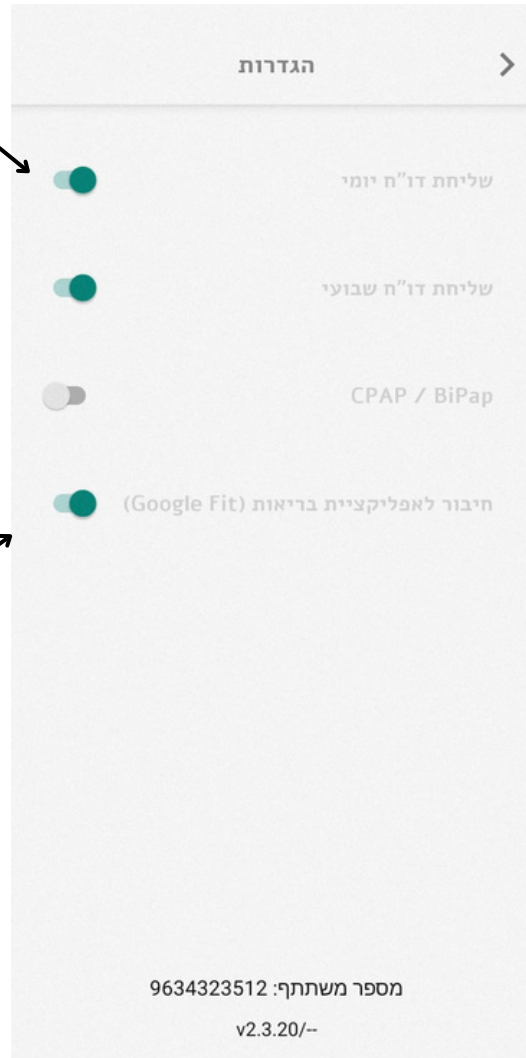 הגדרות
שליחת דו"ח יומי
שליחת דו"ח שבועי
CPAP / BiPap
חיבור לאפליקציית בריאות (Google Fit)
מספר משתתף: 9634323512
v2.3.20/--